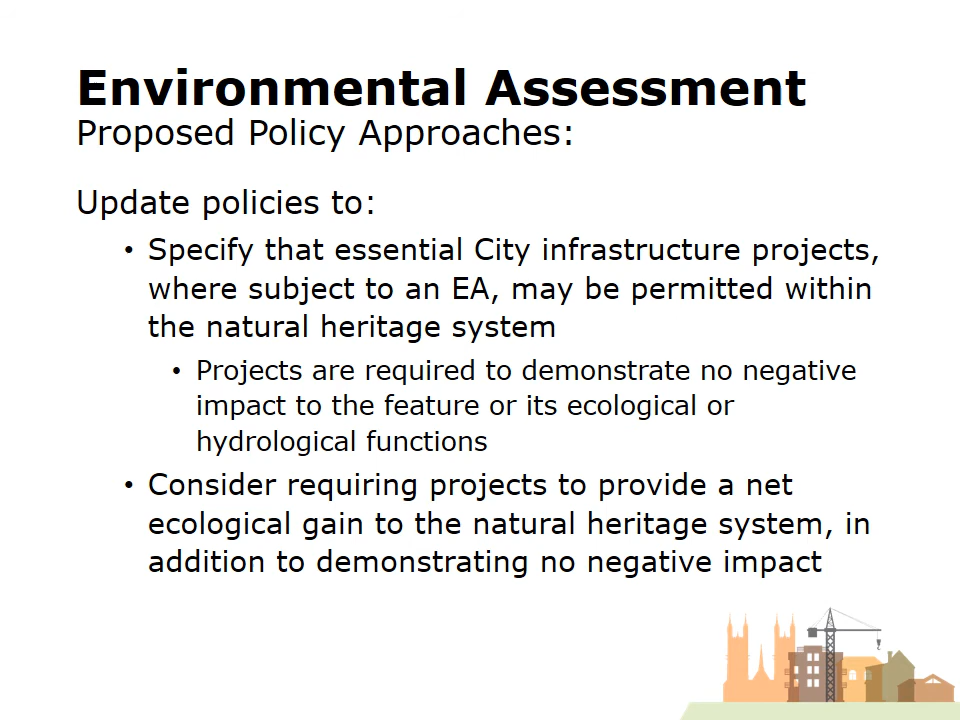 Environmental Assessment
Proposed Policy Approaches:
Update policies to:
• Specify that essential City infrastructure projects,
where subject to an EA, may be permitted within
the natural heritage system
• Projects are required to demonstrate no negative
impact to the feature or its ecological or
hydrological functions
• Consider requiring projects to provide a net
ecological gain to the natural heritage system, in
addition to demonstrating no negative impact